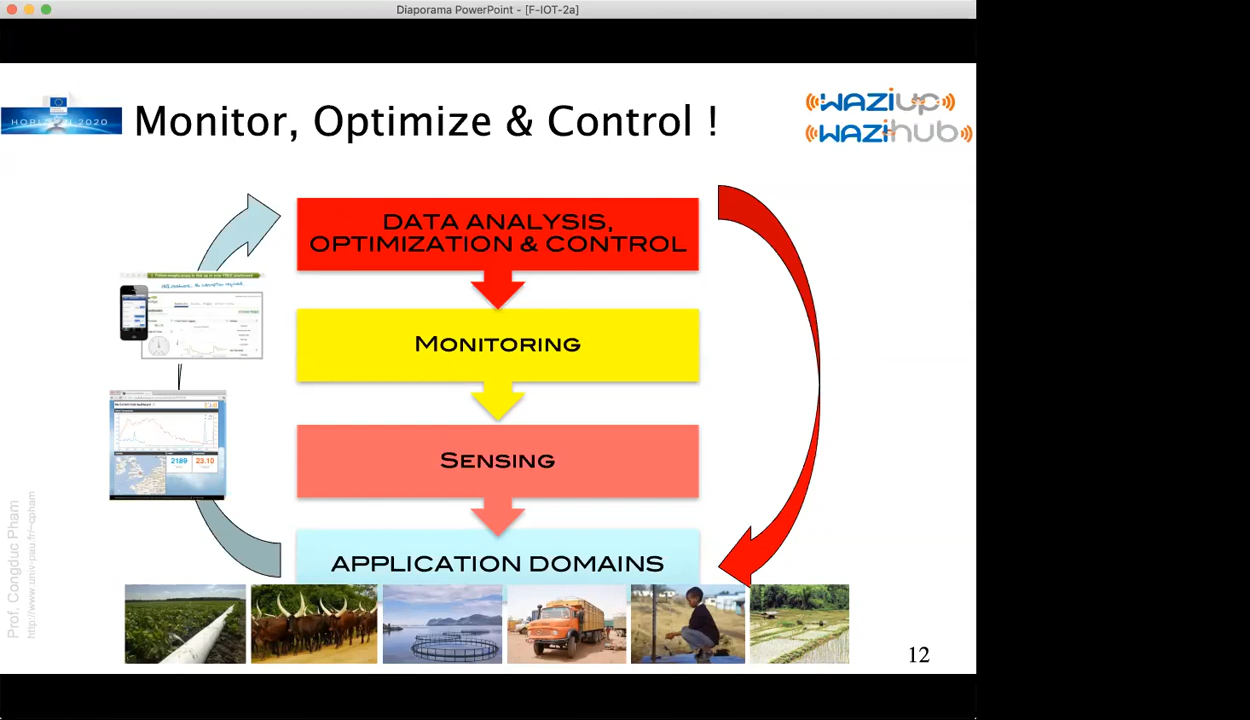 Diaporama PowerPoint - [F-IOT-2a]
HORIZON 2020
Monitor, Optimize & Control !
WAZIUP
WAZIhub
DATA ANALYSIS,
OPTIMIZATION & CONTROL
MONITORING
SENSING
2189
23.10
APPLICATION DOMAINS
Prof. Congduc Pham
http://www.univ-pau.fr/~cpham
12